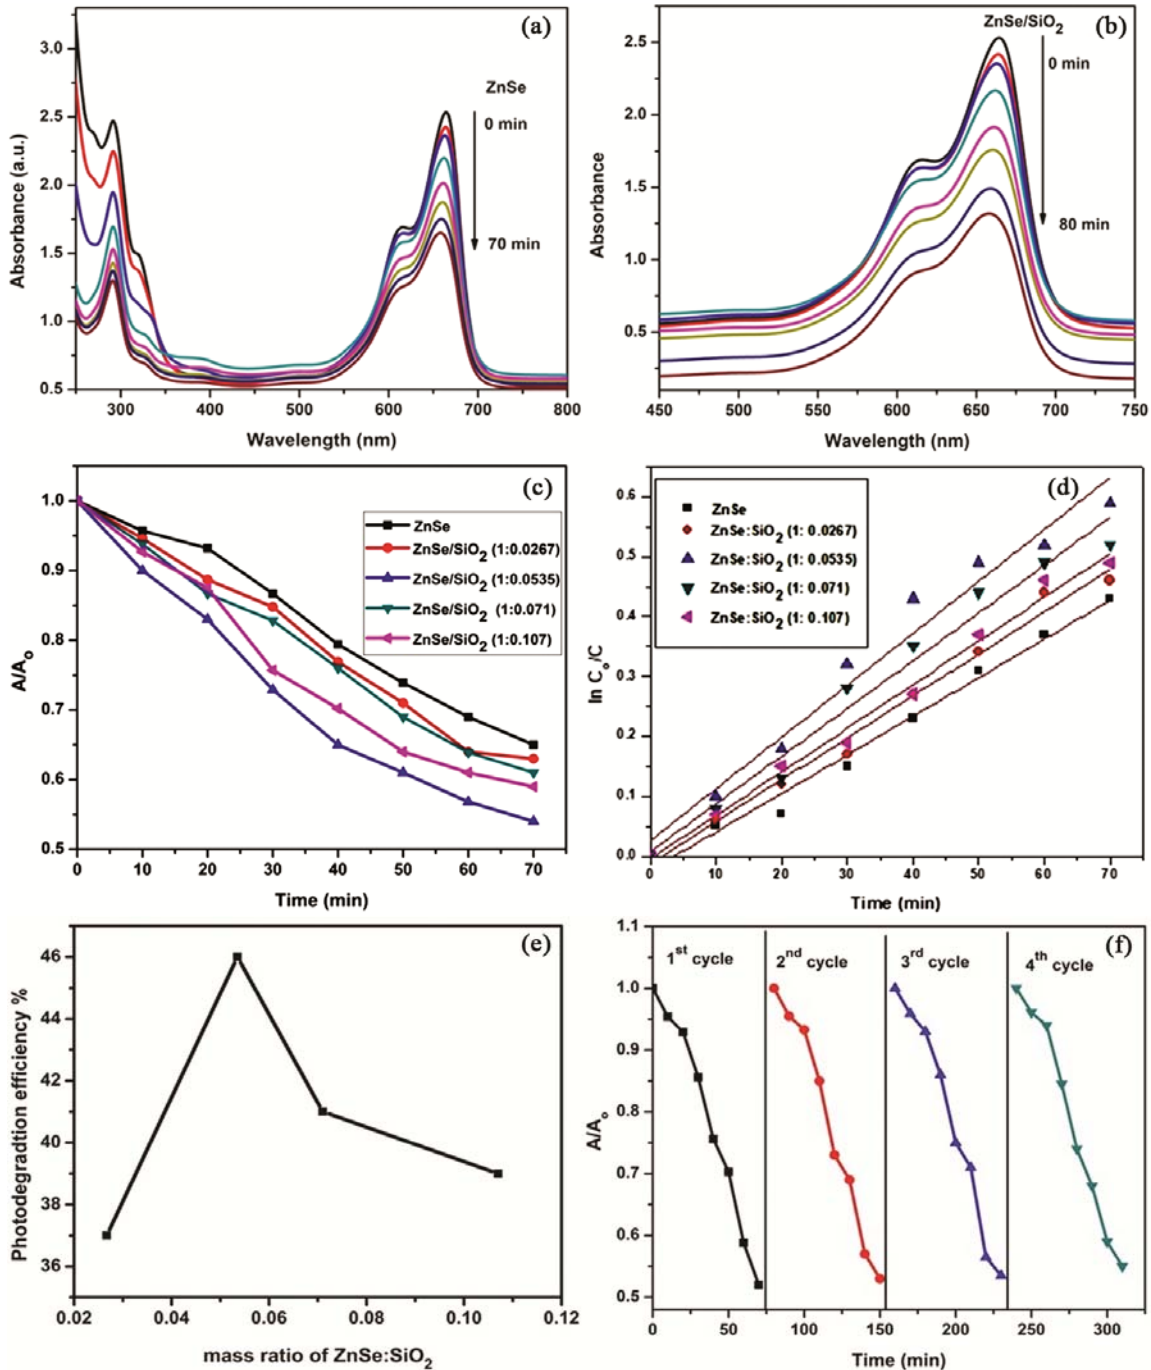 (a)
ZnSe
0 min
70 min
Absorbance (a.u.)
3.0
2.5
2.0
1.5
1.0
0.5
300 400 500 600 700 800
Wavelength (nm)
(b)
ZnSe/SiO2
0 min
80 min
Absorbance
2.5
2.0
1.5
1.0
0.5
450 500 550 600 650 700 750
Wavelength (nm)
(c)
ZnSe
ZnSe/SiO2 (1:0.0267)
ZnSe/SiO2 (1:0.0535)
ZnSe/SiO2 (1:0.071)
ZnSe/SiO2 (1:0.107)
A/Ao
1.0
0.9
0.8
0.7
0.6
0.5
0 10 20 30 40 50 60 70
Time (min)
(d)
ZnSe
ZnSe:SiO2 (1: 0.0267)
ZnSe:SiO2 (1: 0.0535)
ZnSe:SiO2 (1: 0.071)
ZnSe:SiO2 (1: 0.107)
ln Co/C
0.6
0.5
0.4
0.3
0.2
0.1
0.0
0 10 20 30 40 50 60 70
Time (min)
(e)
Photodegradtion efficiency %
46
44
42
40
38
36
0.02 0.04 0.06 0.08 0.10 0.12
mass ratio of ZnSe:SiO2
(f)
1st cycle
2nd cycle
3rd cycle
4th cycle
A/Ao
1.1
1.0
0.9
0.8
0.7
0.6
0.5
0 50 100 150 200 250 300
Time (min)